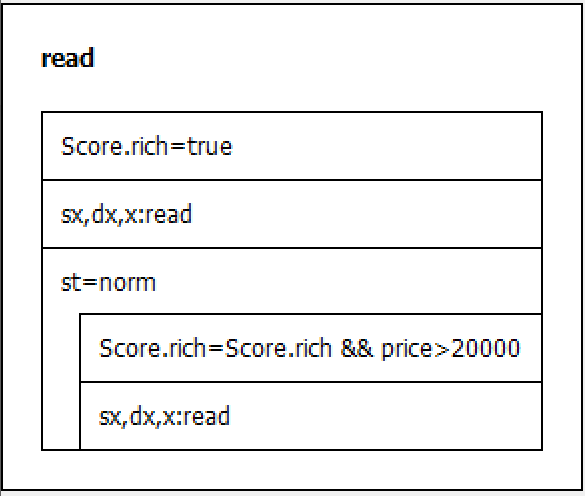 read
Score.rich=true
sx,dx,x:read
st=norm
Score.rich=Score.rich && price>20000
sx,dx,x:read